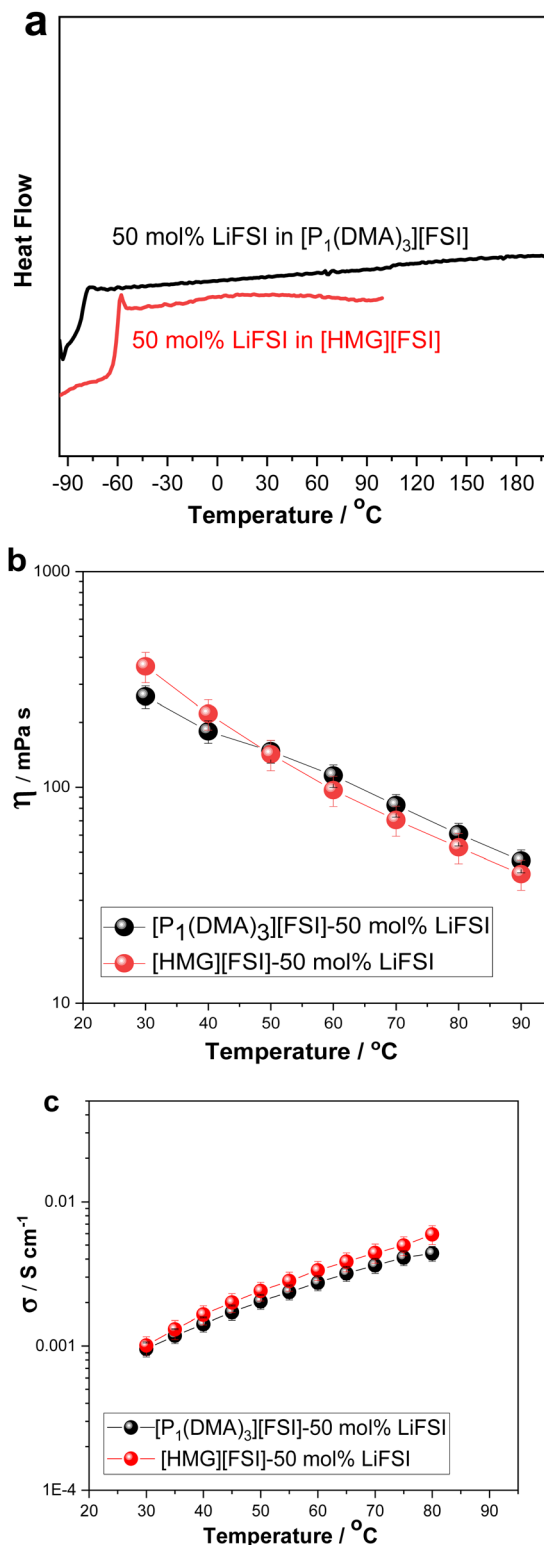 a
Heat Flow
50 mol% LiFSI in [P₁(DMA)₃][FSI]
50 mol% LiFSI in [HMG][FSI]
-90 -60 -30 0 30 60 90 120 150 180
Temperature / ⁰C
b
1000
100
10
η / mPa s
[P₁(DMA)₃][FSI]-50 mol% LiFSI
[HMG][FSI]-50 mol% LiFSI
20 30 40 50 60 70 80 90
Temperature / ⁰C
c
0.01
0.001
1E-4
σ / S cm⁻¹
[P₁(DMA)₃][FSI]-50 mol% LiFSI
[HMG][FSI]-50 mol% LiFSI
20 30 40 50 60 70 80 90
Temperature / ⁰C